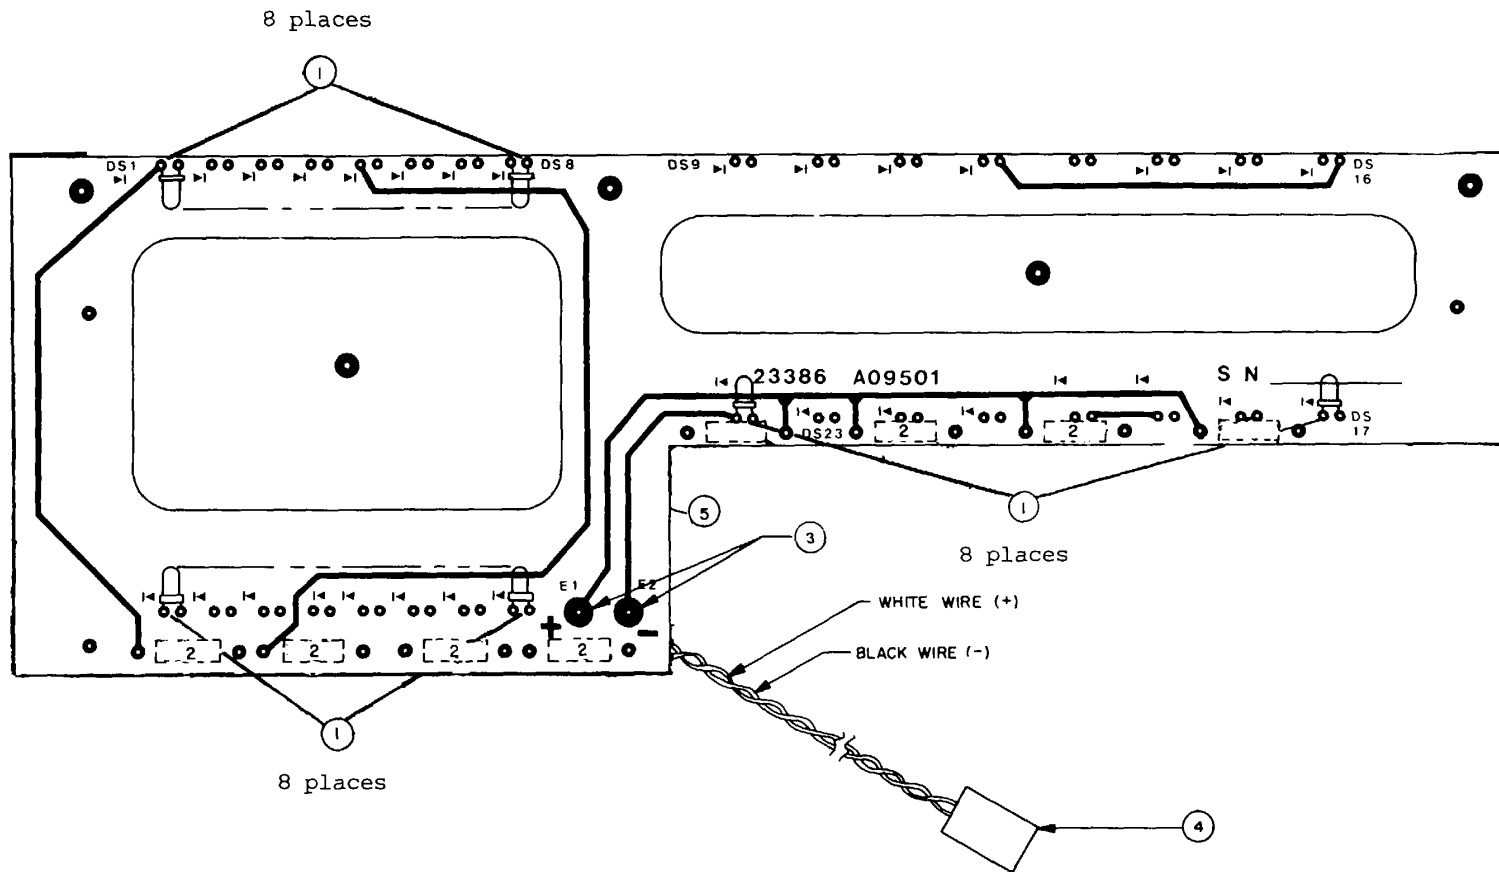 8 places
1
DS1
DS8
DS9
DS
16
23386 A09501
S N
DS23
2
2
DS
17
5
3
1
8 places
E1
E2
+
-
WHITE WIRE (+)
BLACK WIRE (-)
2
2
2
2
1
8 places
4